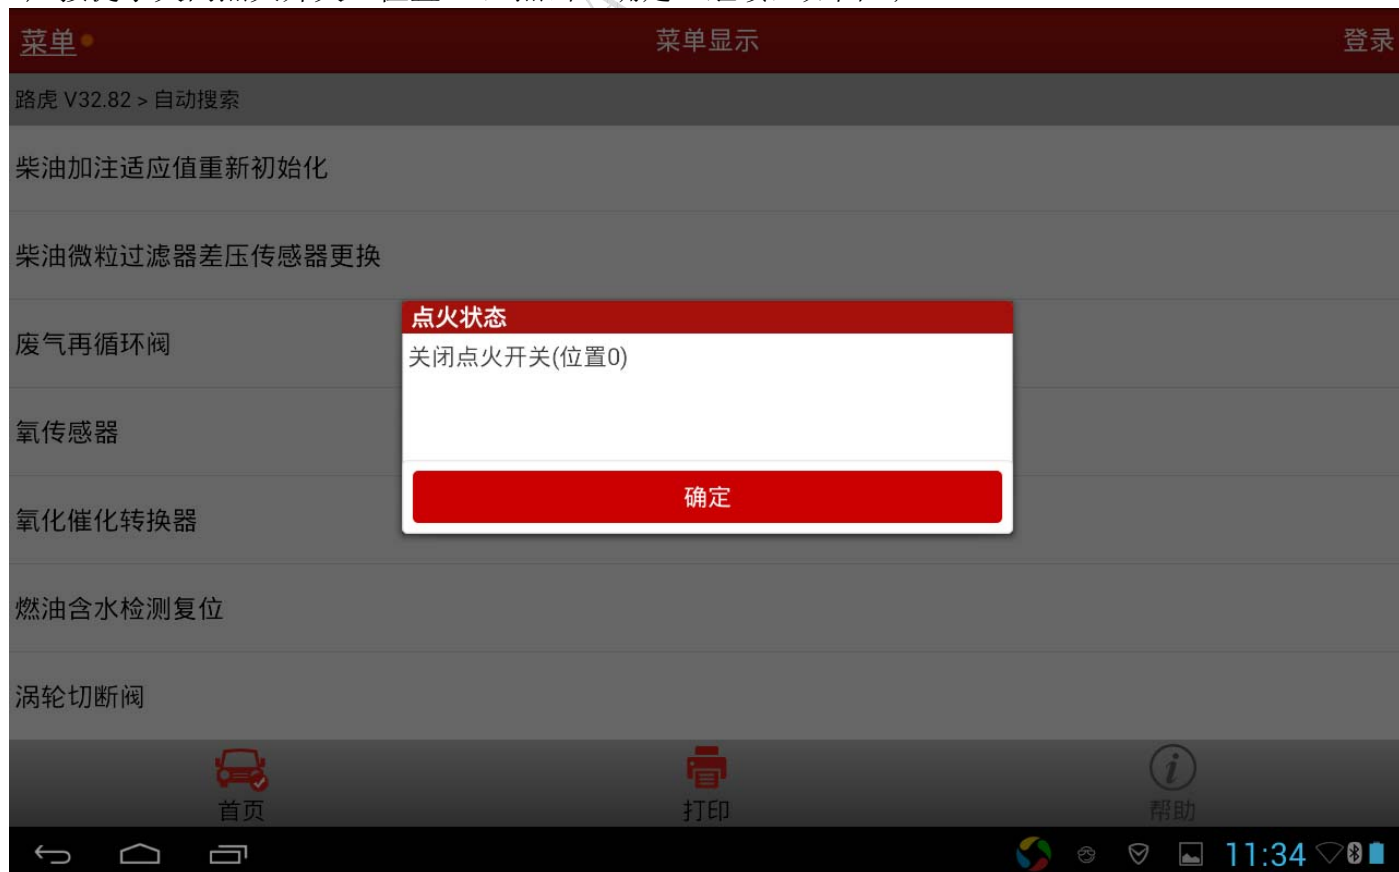 菜单
菜单显示
登录
路虎 V32.82 > 自动搜索
柴油加注适应值重新初始化
柴油微粒过滤器差压传感器更换
废气再循环阀
氧传感器
氧化催化转换器
燃油含水检测复位
涡轮切断阀
点火状态
关闭点火开关(位置0)
确定
首页
打印
帮助
11:34